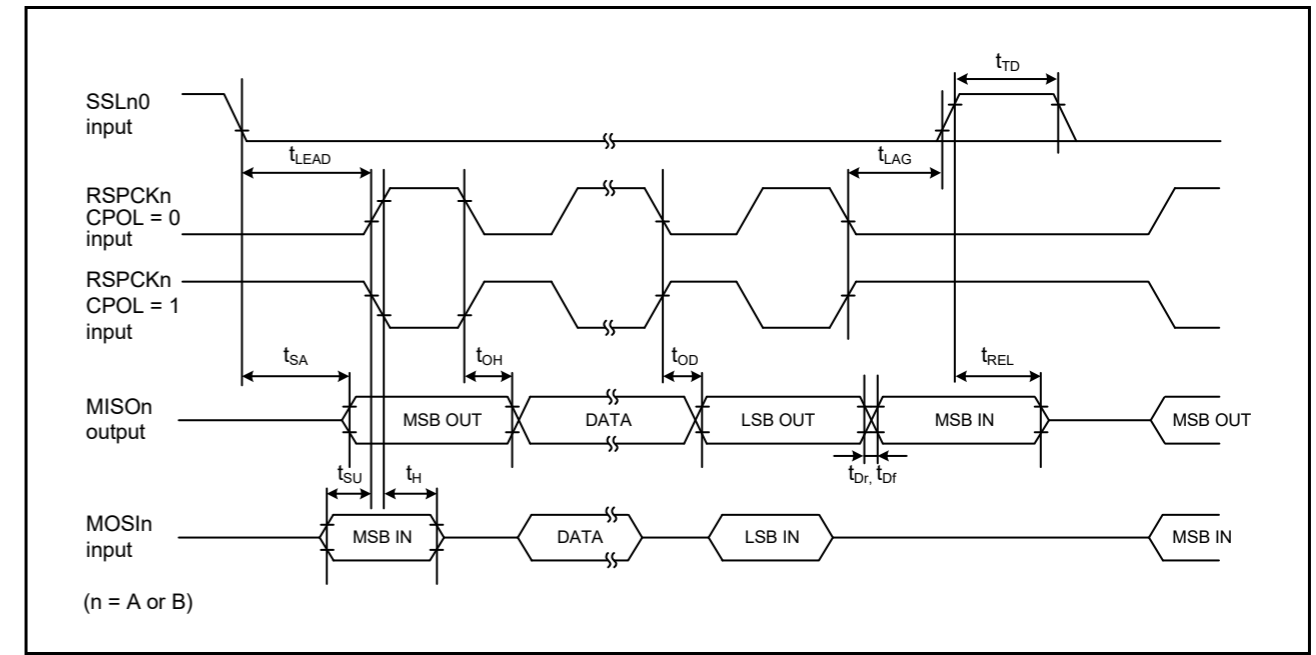 tTD
SSLn0
input
tLEAD
tLAG
RSPCKn
CPOL = 0
input
RSPCKn
CPOL = 1
input
tSA
tOH
tOD
tREL
MISOn
output
MSB OUT
DATA
LSB OUT
MSB IN
MSB OUT
tSU
tH
tDr, tDf
MOSIn
input
MSB IN
DATA
LSB IN
MSB IN
(n = A or B)